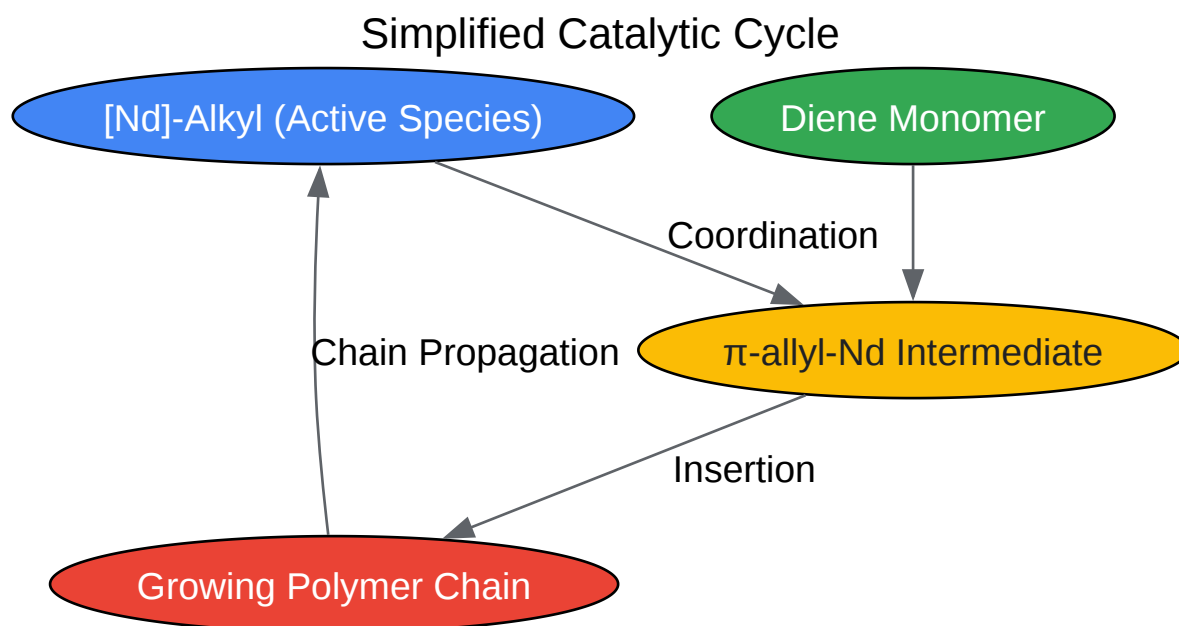 Simplified Catalytic Cycle
[Nd]-Alkyl (Active Species)
Diene Monomer
Coordination
Chain Propagation
π-allyl-Nd Intermediate
Insertion
Growing Polymer Chain